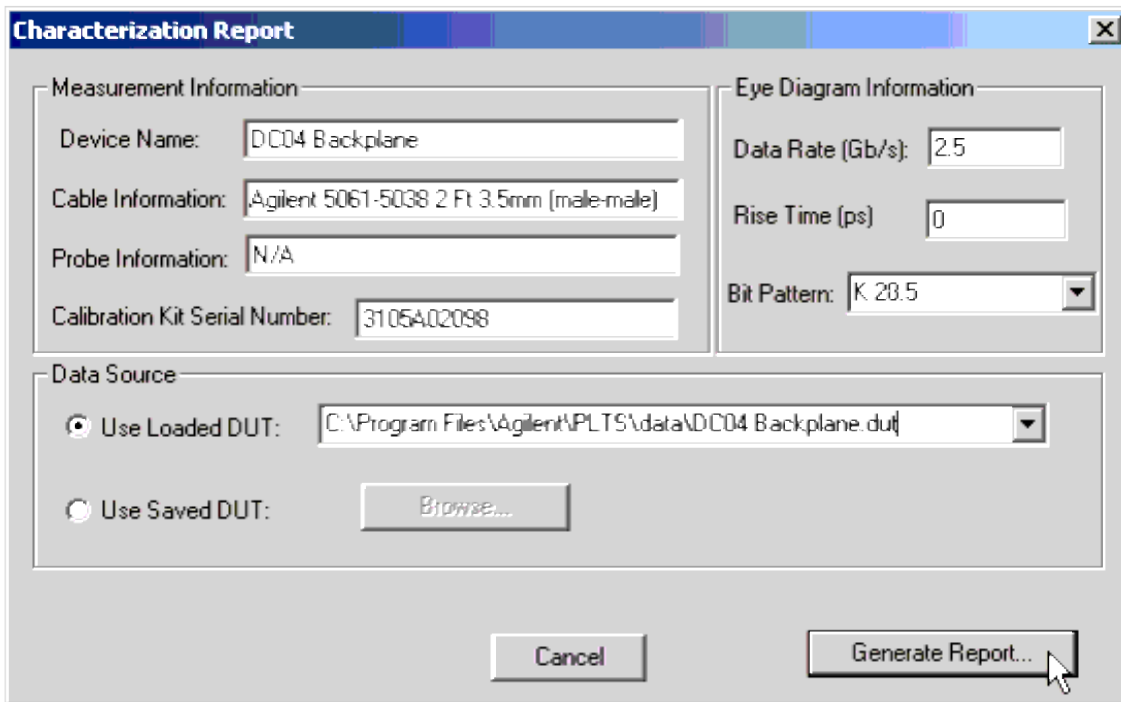 Characterization Report
Measurement Information
Device Name: DC04 Backplane
Cable Information: Agilent 5061-5038 2 Ft 3.5mm (male-male)
Probe Information: N/A
Calibration Kit Serial Number: 3105A02098
Eye Diagram Information
Data Rate (Gb/s): 2.5
Rise Time (ps) 0
Bit Pattern: K 28.5
Data Source
Use Loaded DUT: C:\Program Files\Agilent\PLTS\data\DC04 Backplane.dut
Use Saved DUT: Browse...
Cancel Generate Report...